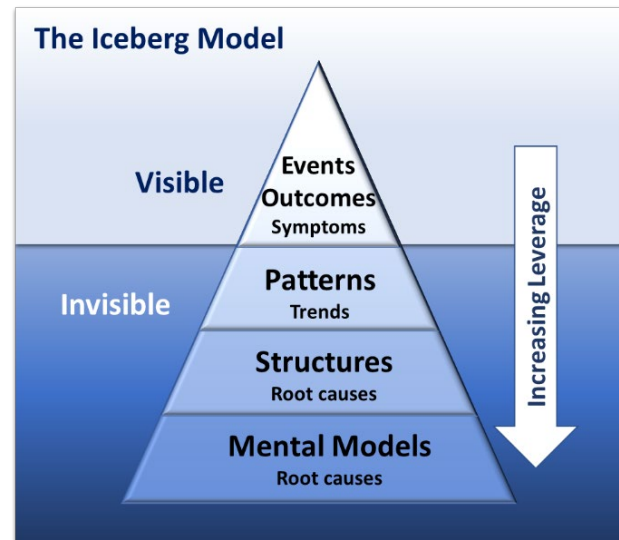 The Iceberg Model
Visible
Events
Outcomes
Symptoms
Invisible
Patterns
Trends
Structures
Root causes
Mental Models
Root causes
Increasing Leverage